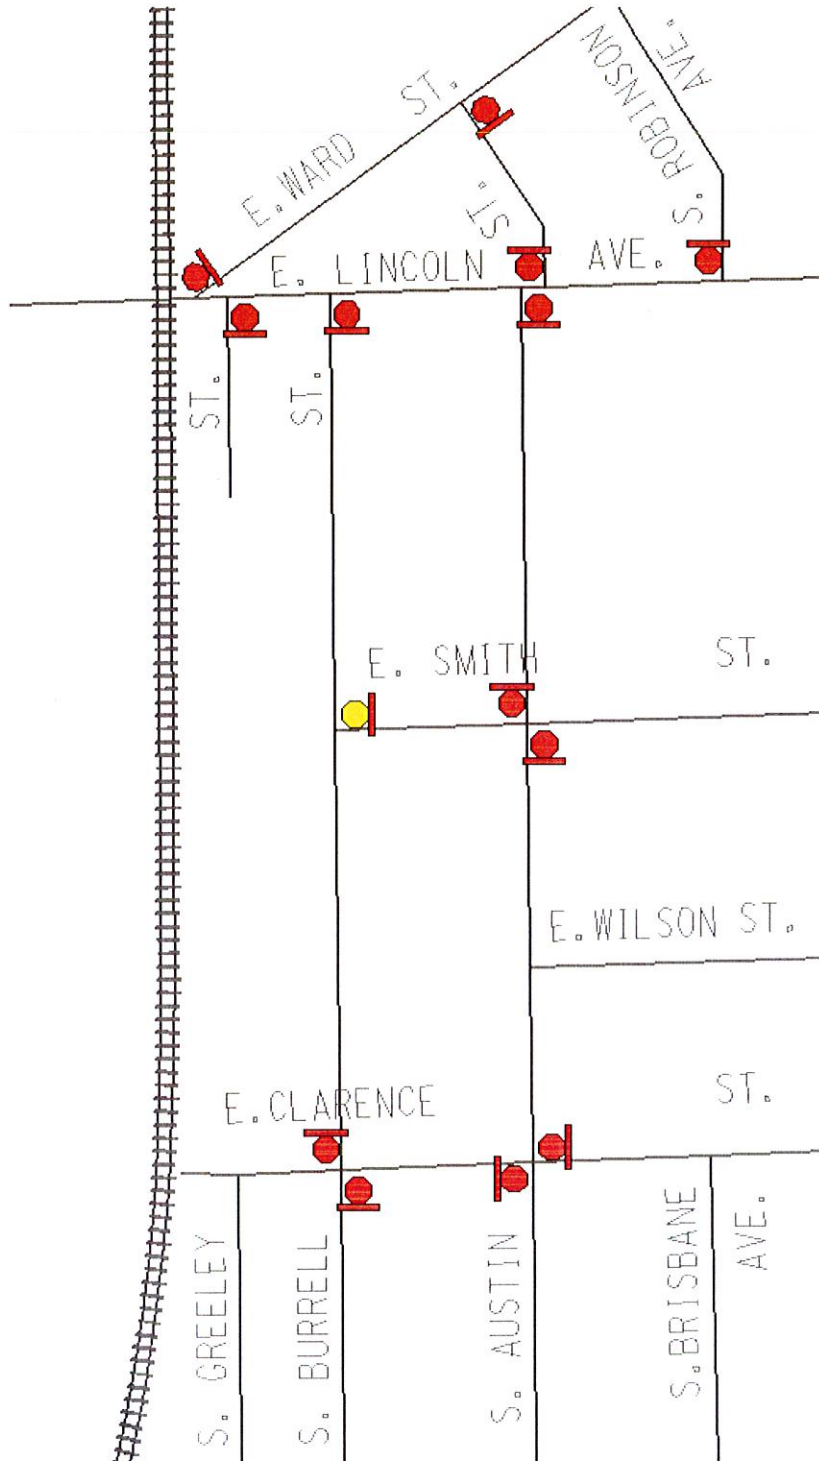 S. ROBINSON
AVE.
E. WARD ST.
ST.
E. LINCOLN AVE.
ST.
ST.
E. SMITH ST.
E. WILSON ST.
E. CLARENCE ST.
S. GREELEY
S. BURRELL
S. AUSTIN
S. BRISBANE
AVE.